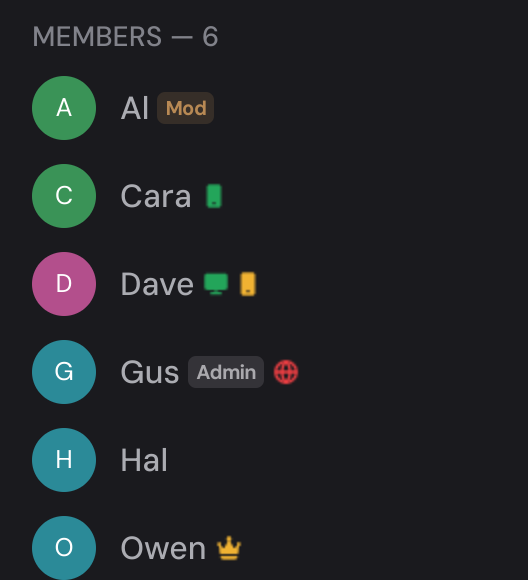 MEMBERS — 6
A Al Mod
C Cara
D Dave
G Gus Admin
H Hal
O Owen